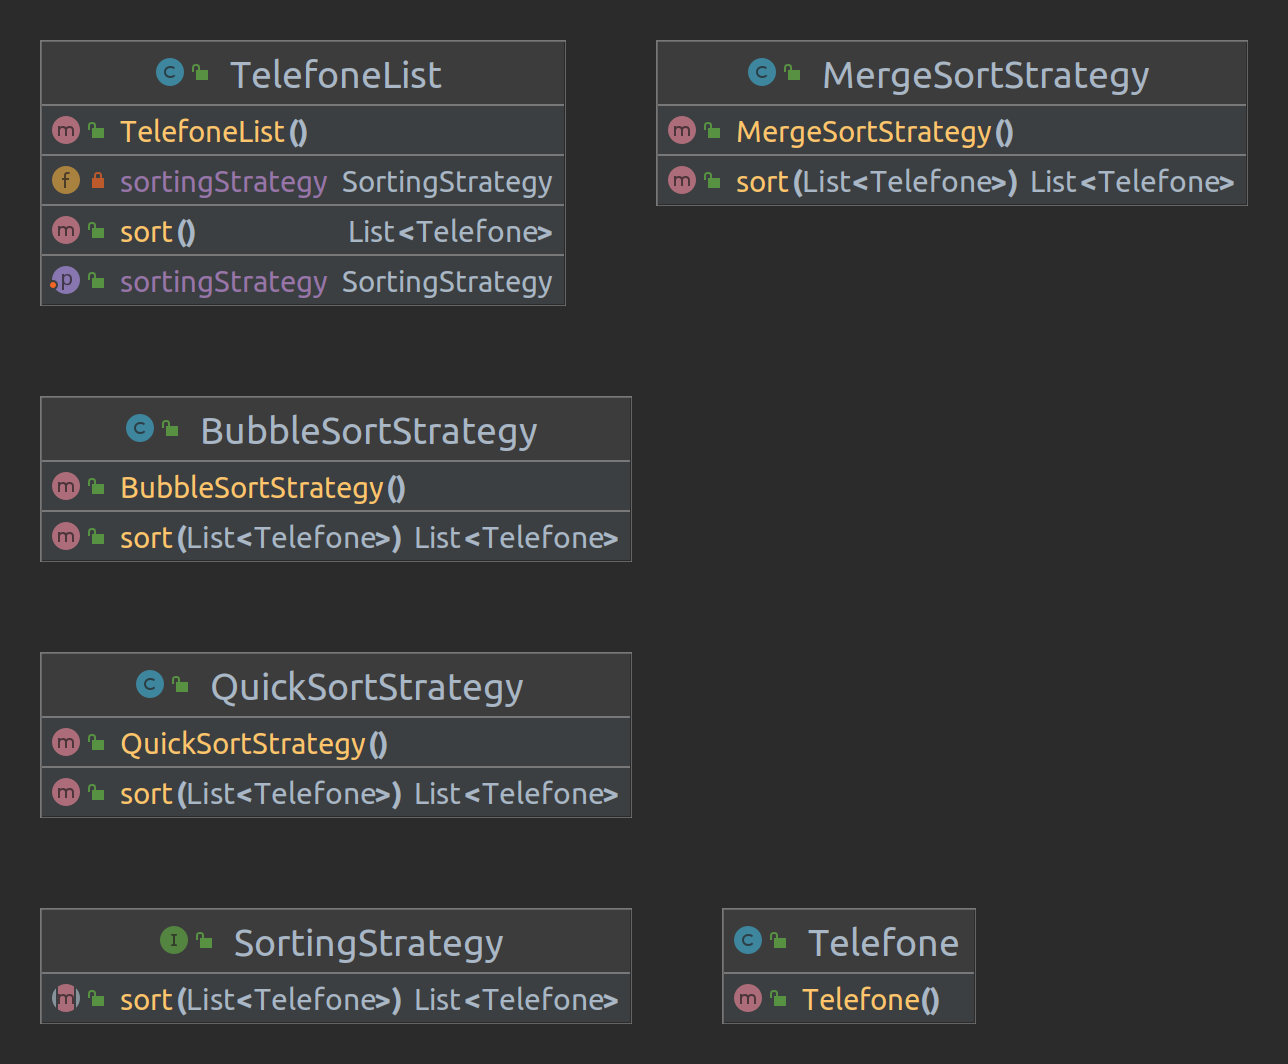 TelefoneList
TelefoneList()
sortingStrategy SortingStrategy
sort() List<Telefone>
sortingStrategy SortingStrategy
MergeSortStrategy
MergeSortStrategy()
sort(List<Telefone>) List<Telefone>
BubbleSortStrategy
BubbleSortStrategy()
sort(List<Telefone>) List<Telefone>
QuickSortStrategy
QuickSortStrategy()
sort(List<Telefone>) List<Telefone>
SortingStrategy
sort(List<Telefone>) List<Telefone>
Telefone
Telefone()